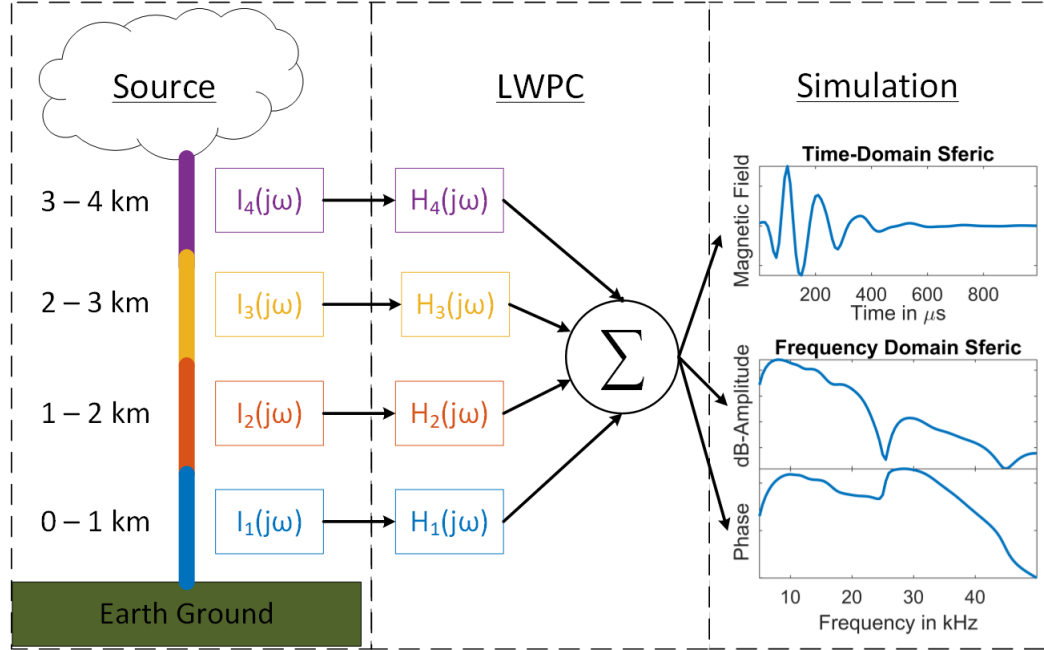 Source
LWPC
Simulation
3 – 4 km
I4(jω)
H4(jω)
2 – 3 km
I3(jω)
H3(jω)
1 – 2 km
I2(jω)
H2(jω)
0 – 1 km
I1(jω)
H1(jω)
Earth Ground
Σ
Time-Domain Sferic
Magnetic Field
200 400 600 800
Time in μs
Frequency Domain Sferic
dB-Amplitude
Phase
10 20 30 40
Frequency in kHz